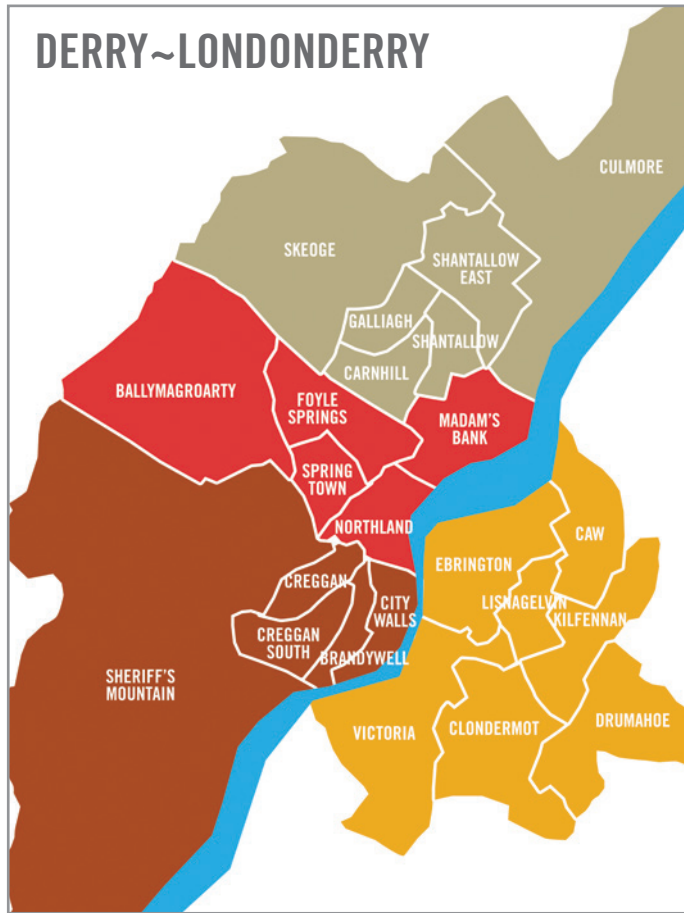 DERRY~LONDONDERRY
CULMORE
SKEOGE
SHANTALLOW
EAST
GALLIAGH
SHANTALLOW
CARNHILL
BALLYMAGROARTY
FOYLE
SPRINGS
MADAM'S
BANK
SPRING
TOWN
NORTHLAND
CAW
EBRINGTON
CREGGAN
CITY
WALLS
LISNAGELVIN
KILFENNAN
CREGGAN
SOUTH
BRANDYWELL
SHERIFF'S
MOUNTAIN
VICTORIA
CLONDERMOT
DRUMAHOE